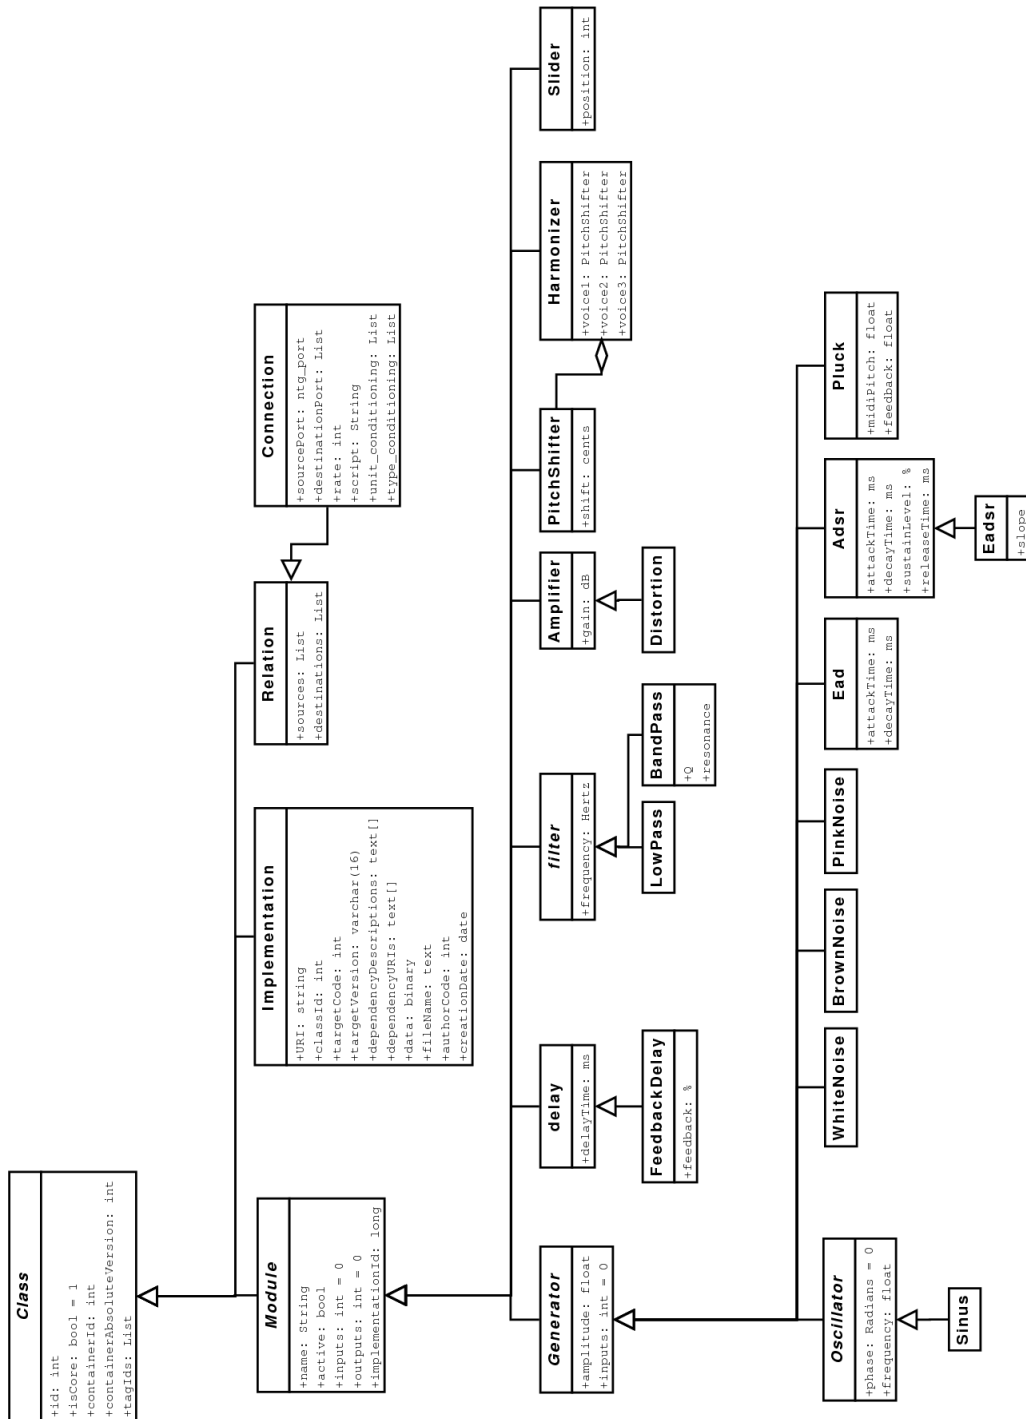 Class
+id: int
+isCore: bool = 1
+containerId: int
+containerAbsoluteVersion: int
+tagIds: List
Module
+name: String
+active: bool
+inputs: int = 0
+outputs: int = 0
+implementationId: long
Implementation
+URI: string
+classId: int
+targetCode: int
+targetVersion: varchar(16)
+dependencyDescriptions: text[]
+dependencyURIs: text[]
+data: binary
+fileName: text
+authorCode: int
+creationDate: date
Relation
+sources: List
+destinations: List
Connection
+sourcePort: ntg_port
+destinationPort: List
+rate: int
+script: String
+unit_conditioning: List
+type_conditioning: List
Generator
+amplitude: float
+inputs: int = 0
delay
+delayTime: ms
FeedbackDelay
+feedback: %
filter
+frequency: Hertz
LowPass
BandPass
+Q
+resonance
Amplifier
+gain: dB
Distortion
PitchShifter
+shift: cents
Harmonizer
+voice1: PitchShifter
+voice2: PitchShifter
+voice3: PitchShifter
Slider
+position: int
Oscillator
+phase: Radians = 0
+frequency: float
Sinus
WhiteNoise
BrownNoise
PinkNoise
Ead
+attackTime: ms
+decayTime: ms
Adsr
+attackTime: ms
+decayTime: ms
+sustainLevel: %
+releaseTime: ms
Eadsr
+slope
Pluck
+midiPitch: float
+feedback: float